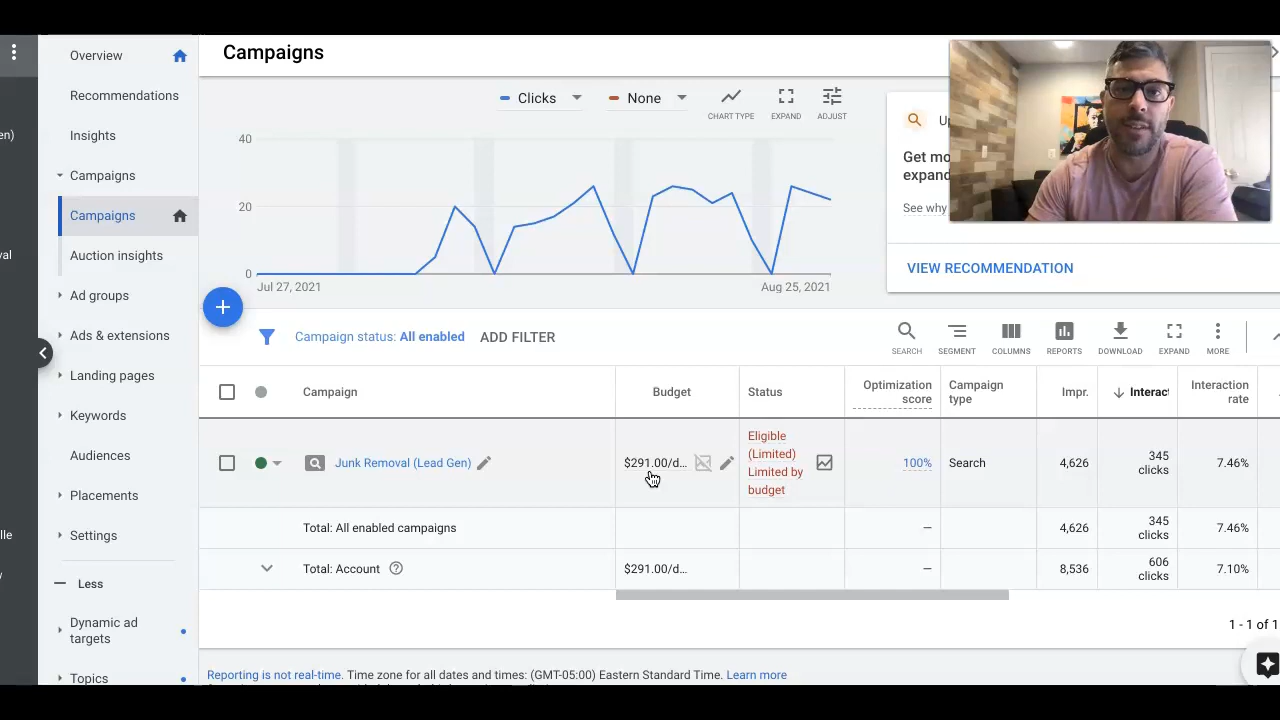 Overview
Recommendations
Insights
Campaigns
Campaigns
Auction insights
Ad groups
Ads & extensions
Landing pages
Keywords
Audiences
Placements
Settings
Less
Dynamic ad
targets
Topics
en)
val
lle
Campaigns
Clicks
None
CHART TYPE
EXPAND
ADJUST
40
20
0
Jul 27, 2021
Aug 25, 2021
Up
Get mo
expand
See why
VIEW RECOMMENDATION
Campaign status: All enabled
ADD FILTER
SEARCH
SEGMENT
COLUMNS
REPORTS
DOWNLOAD
EXPAND
MORE
Campaign
Budget
Status
Optimization
score
Campaign
type
Impr.
Interact
Interaction
rate
Junk Removal (Lead Gen)
$291.00/d...
Eligible
(Limited)
Limited by
budget
100%
Search
4,626
345
clicks
7.46%
Total: All enabled campaigns
–
4,626
345
clicks
7.46%
Total: Account
$291.00/d...
–
8,536
606
clicks
7.10%
1 - 1 of 1
Reporting is not real-time. Time zone for all dates and times: (GMT-05:00) Eastern Standard Time. Learn more